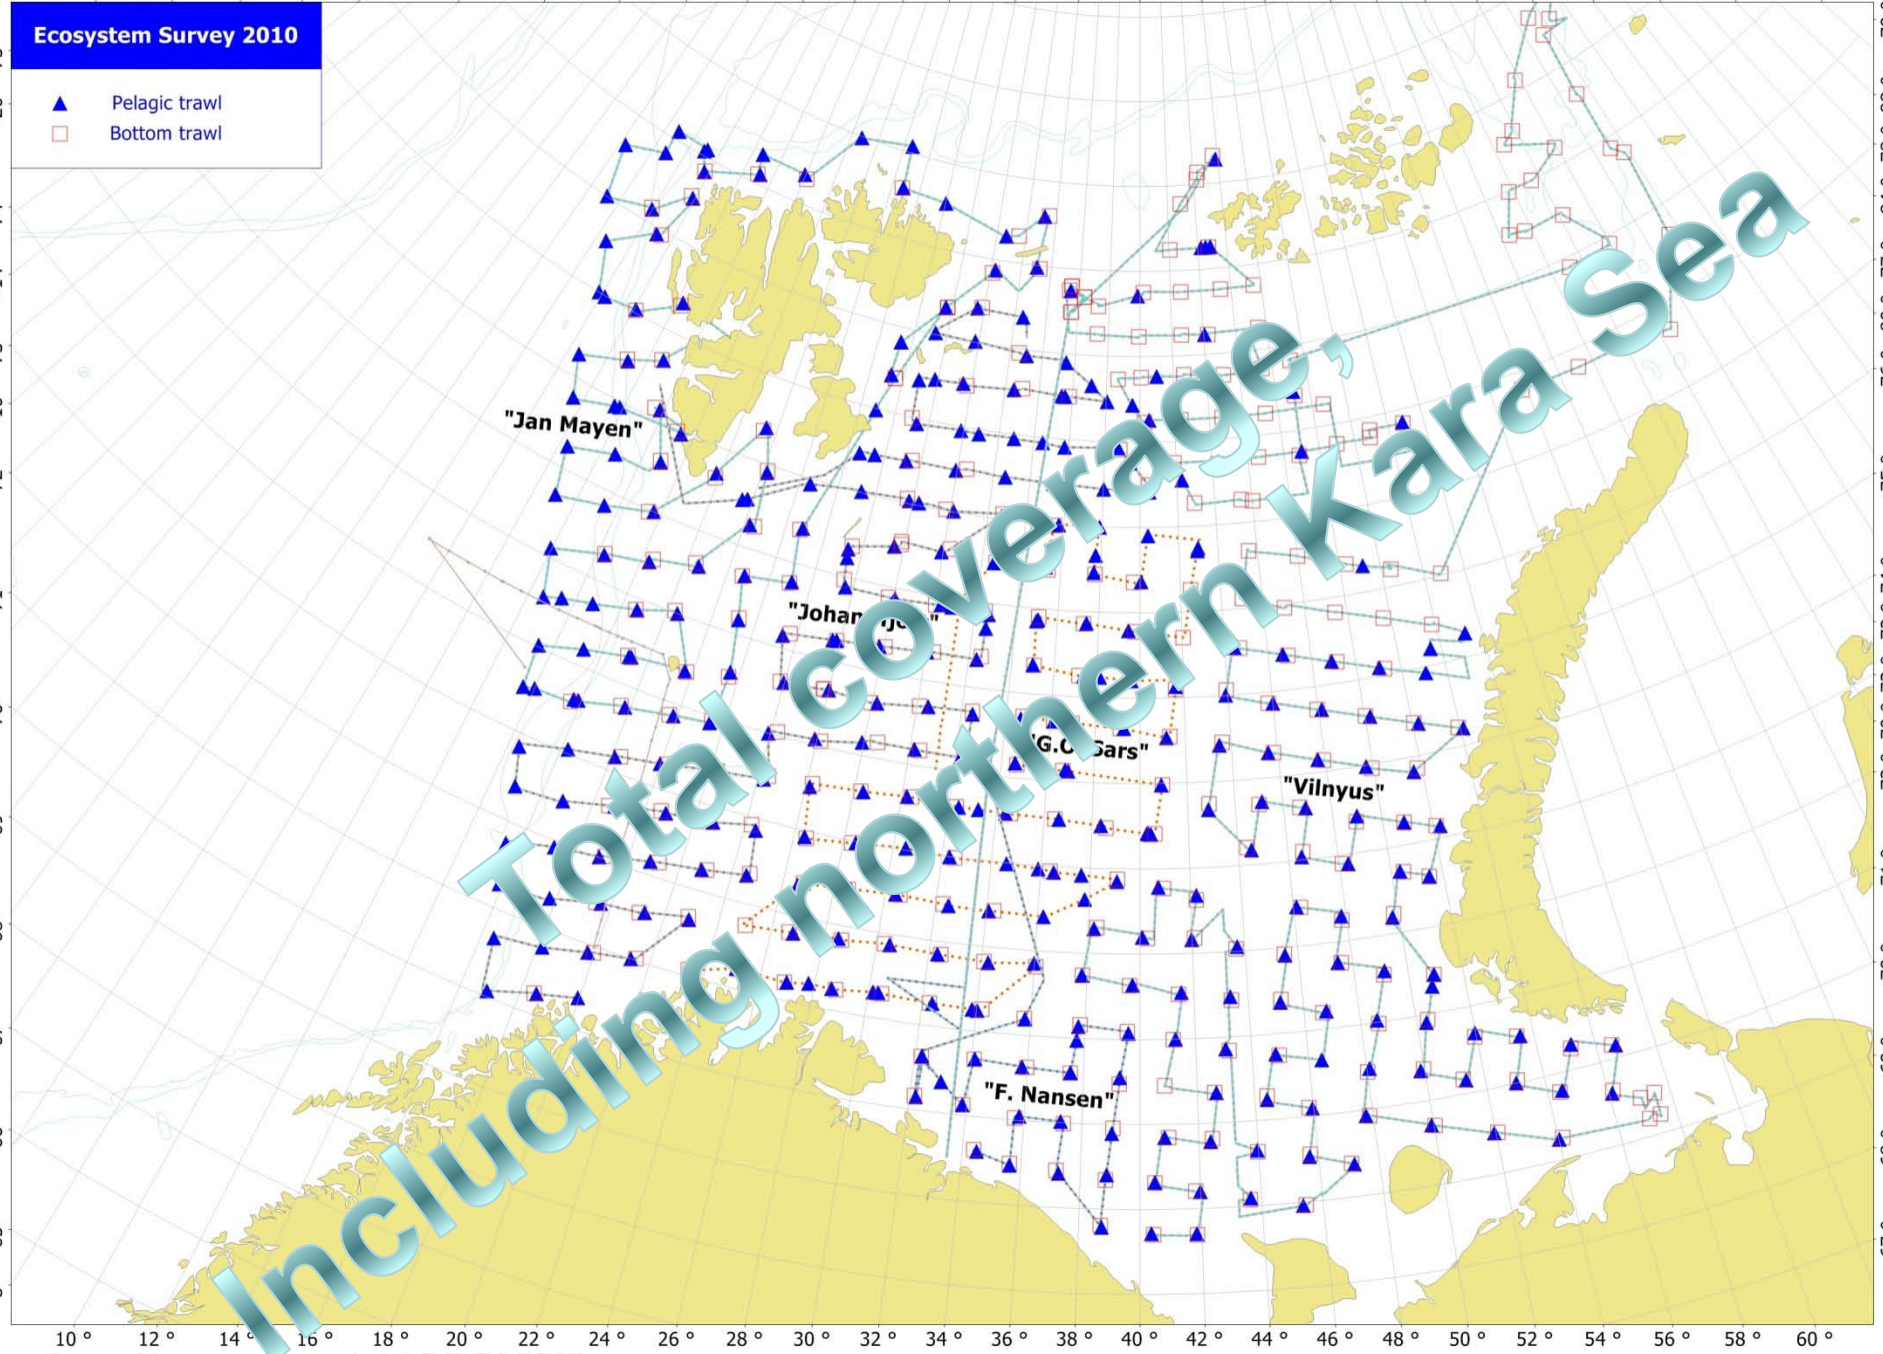 Ecosystem Survey 2010
Pelagic trawl
Bottom trawl
Total coverage,
Including northern Kara Sea
"Jan Mayen"
"G.O. Sars"
"Vilnyus"
"F. Nansen"
10 ° 12 ° 14 ° 16 ° 18 ° 20 ° 22 ° 24 ° 26 ° 28 ° 30 ° 32 ° 34 ° 36 ° 38 ° 40 ° 42 ° 44 ° 46 ° 48 ° 50 ° 52 ° 54 ° 56 ° 58 ° 60 °